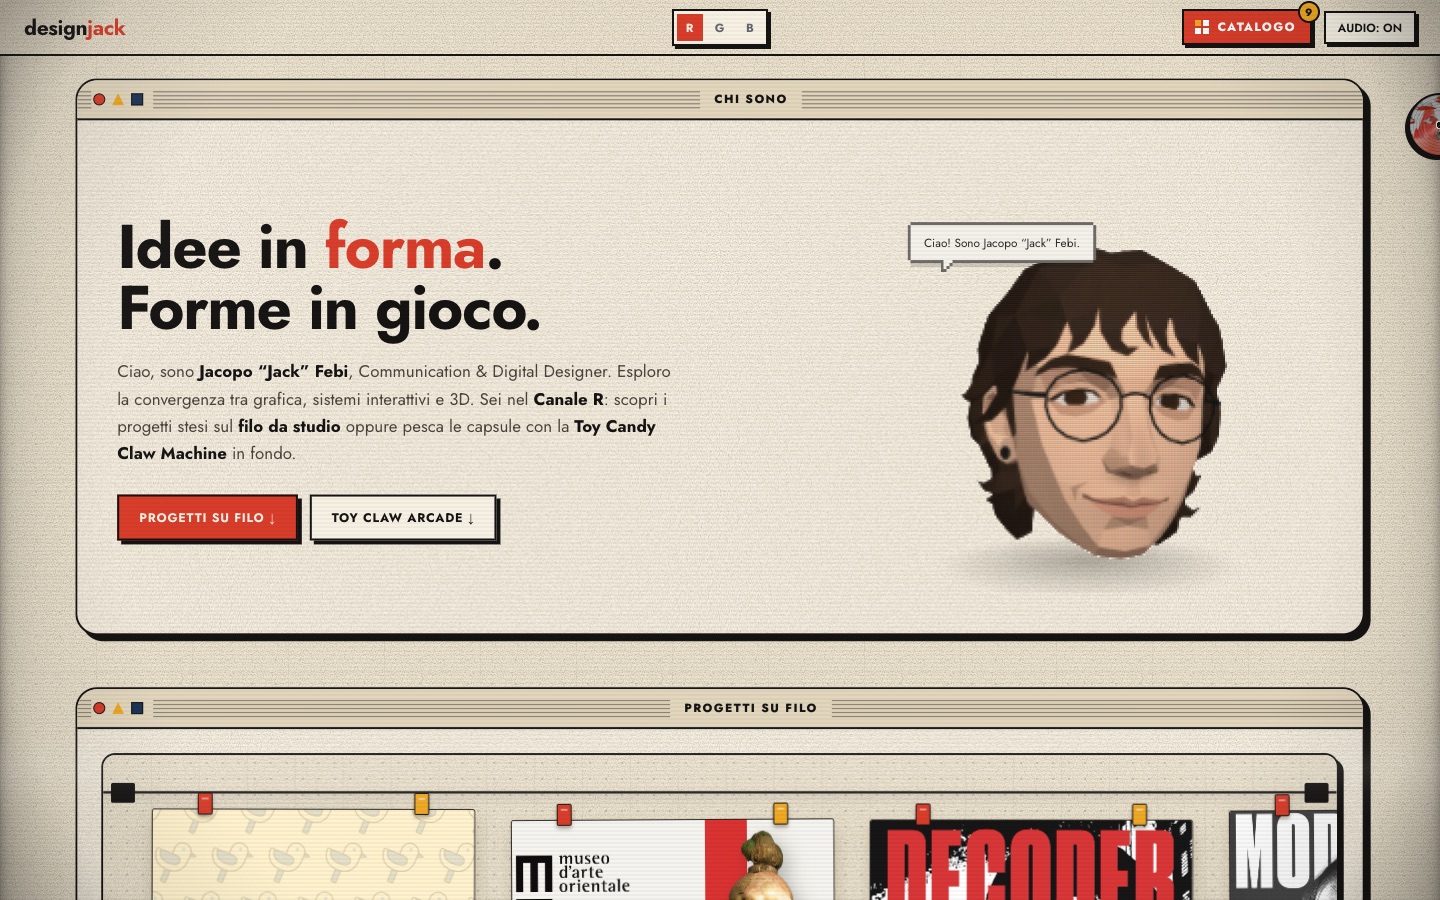 designjack
R G B
CATALOGO
9
AUDIO: ON
CHI SONO
Idee in forma.
Forme in gioco.
Ciao! Sono Jacopo “Jack” Febi.
Ciao, sono Jacopo “Jack” Febi, Communication & Digital Designer. Esploro
la convergenza tra grafica, sistemi interattivi e 3D. Sei nel Canale R: scopri i
progetti stesi sul filo da studio oppure pesca le capsule con la Toy Candy
Claw Machine in fondo.
PROGETTI SU FILO ↓
TOY CLAW ARCADE ↓
PROGETTI SU FILO
museo
d'arte
orientale
DECODER
MOD